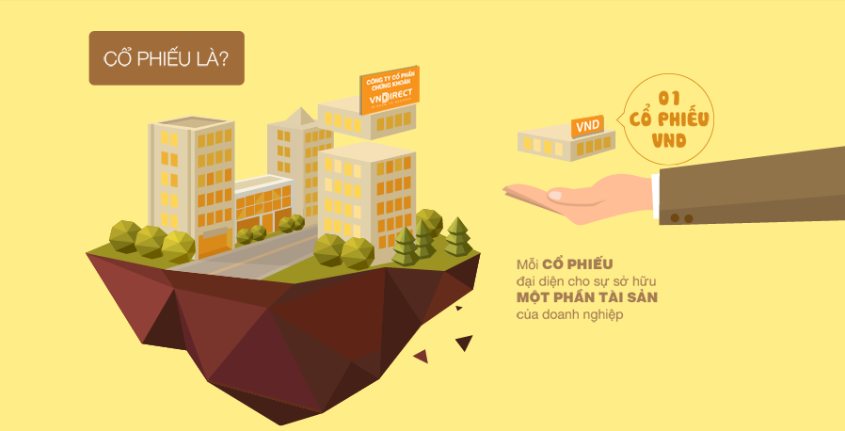 CỔ PHIẾU LÀ?
CÔNG TY CỔ PHẦN
CHỨNG KHOÁN
VNDIRECT
VND
01
CỔ PHIẾU
VND
Mỗi CỔ PHIẾU
đại diện cho sự sở hữu
MỘT PHẦN TÀI SẢN
của doanh nghiệp